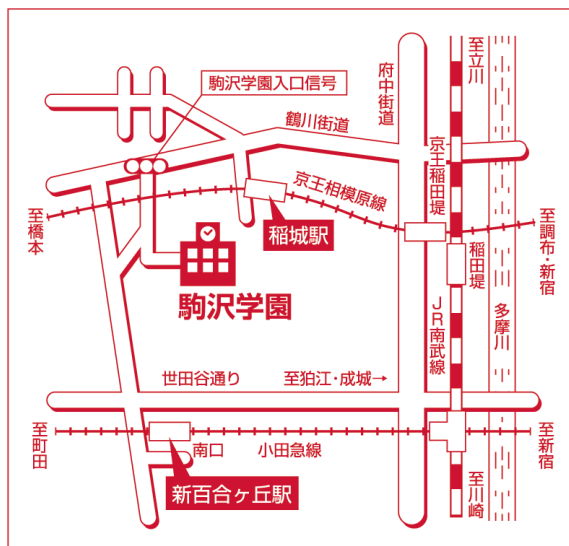 至立川
府中街道
駒沢学園入口信号
鶴川街道
京王稲田堤
京王相模原線
至橋本
稲城駅
至調布・新宿
稲田堤
駒沢学園
JR南武線
多摩川
世田谷通り
至狛江・成城→
至町田
南口
小田急線
至新宿
新百合ヶ丘駅
至川崎